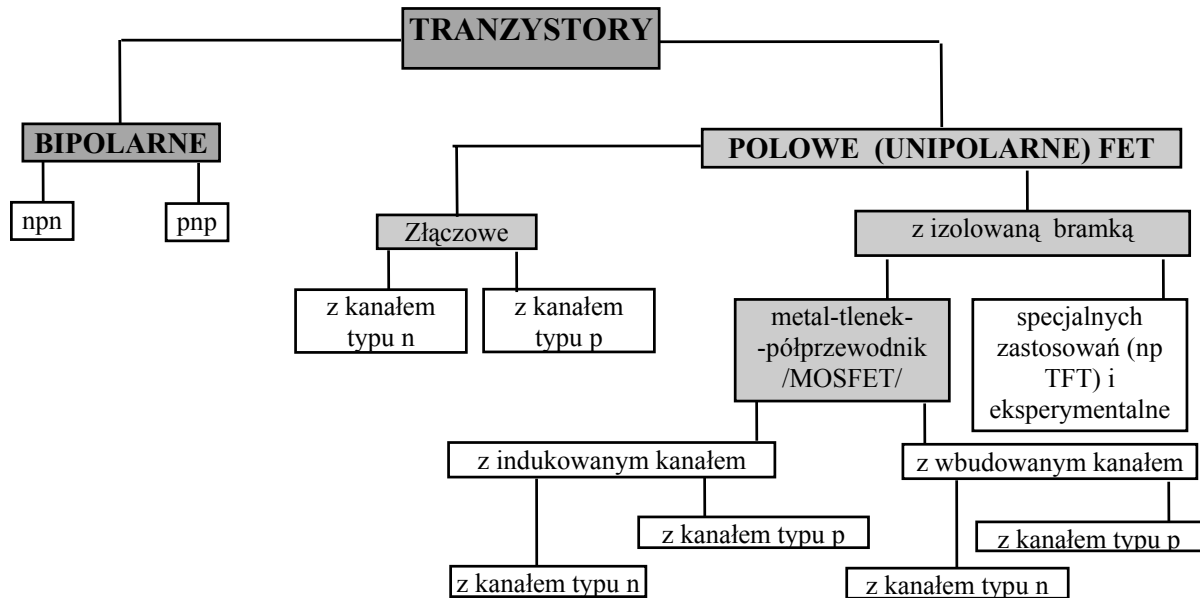 TRANZYSTORY
BIPOLARNE
POLOWE (UNIPOLARNE) FET
npn
pnp
Złączowe
z izolowaną bramką
z kanałem
typu n
z kanałem
typu p
metal-tlenek-
-półprzewodnik
/MOSFET/
specjalnych
zastosowań (np
TFT) i
eksperymentalne
z indukowanym kanałem
z wbudowanym kanałem
z kanałem typu p
z kanałem typu p
z kanałem typu n
z kanałem typu n